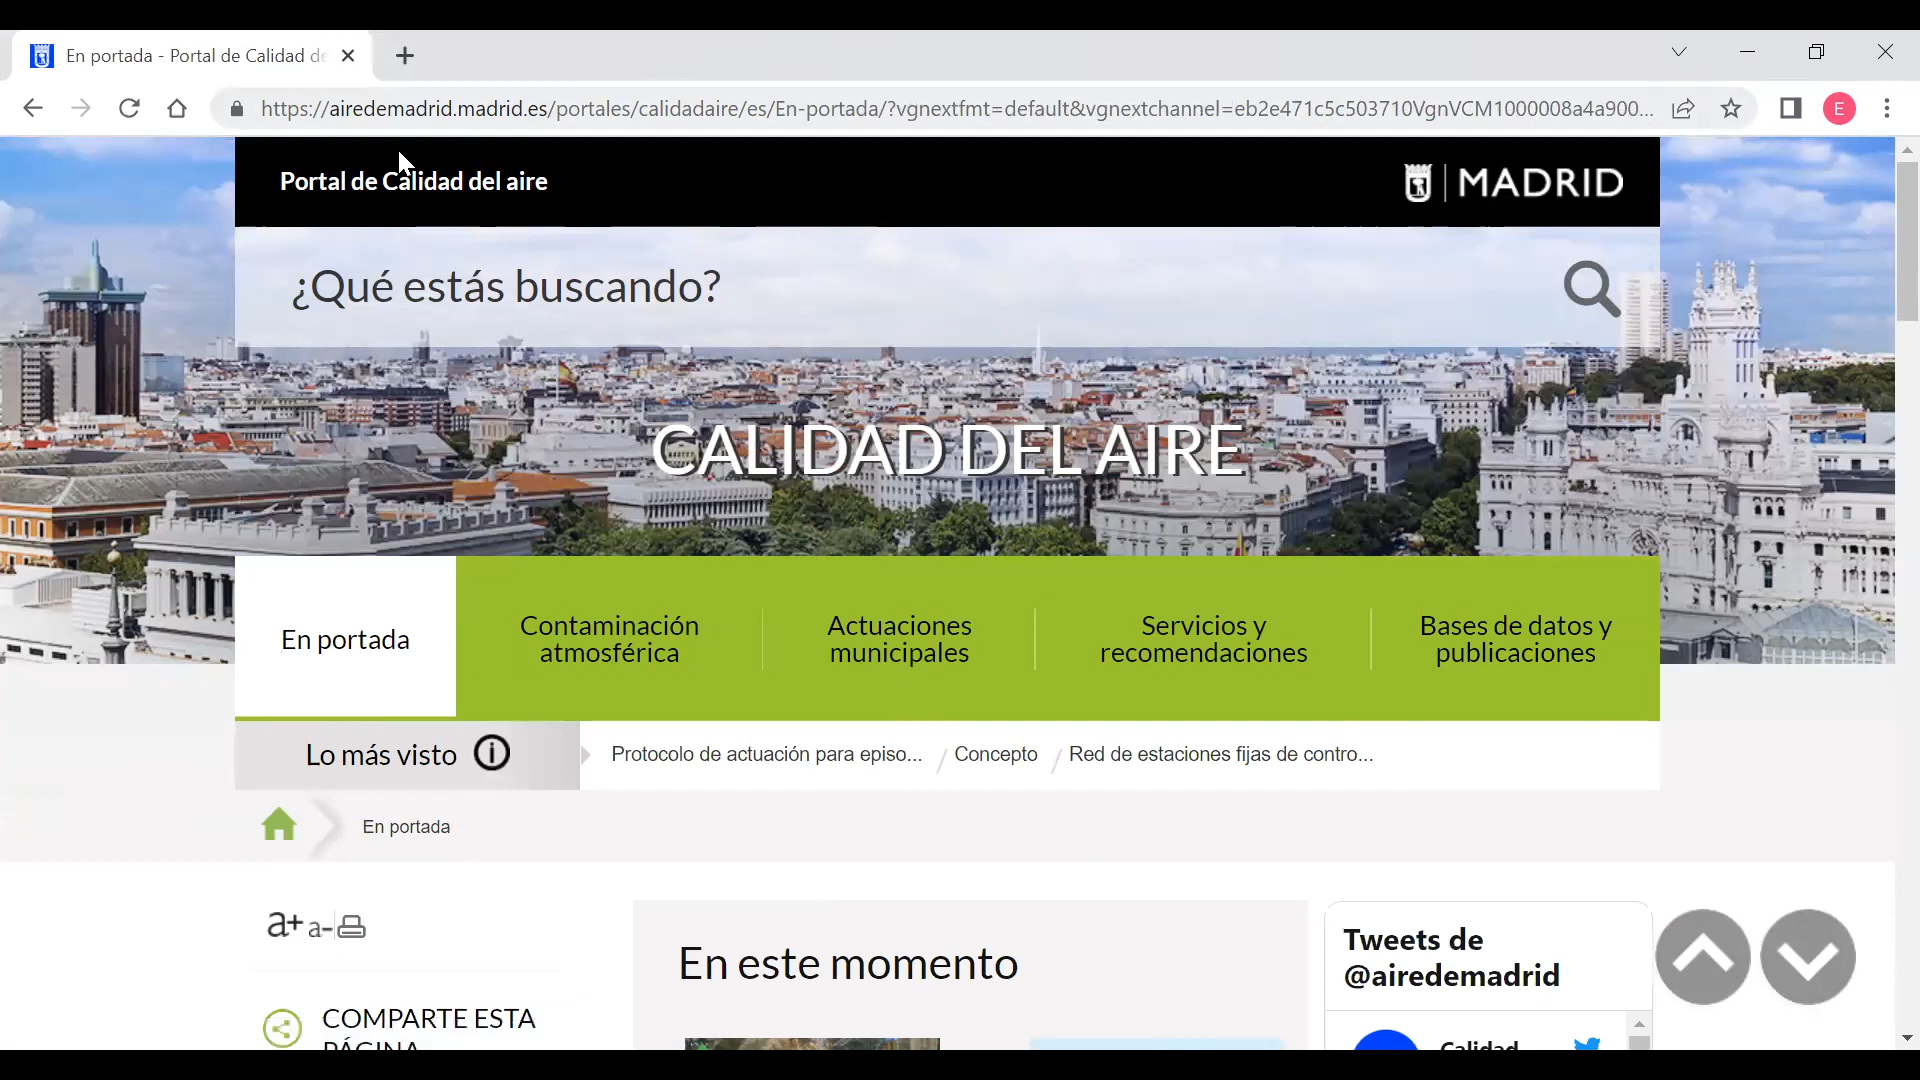 En portada - Portal de Calidad de
https://airedemadrid.madrid.es/portales/calidadaire/es/En-portada/?vgnextfmt=default&vgnextchannel=eb2e471c5c503710VgnVCM1000008a4a900...
E
Portal de Calidad del aire
MADRID
¿Qué estás buscando?
CALIDAD DEL AIRE
En portada
Contaminación
atmosférica
Actuaciones
municipales
Servicios y
recomendaciones
Bases de datos y
publicaciones
Lo más visto
Protocolo de actuación para episo... / Concepto / Red de estaciones fijas de contro...
En portada
a+ a-
COMPARTE ESTA
PÁGINA
En este momento
Tweets de
@airedemadrid
Calidad